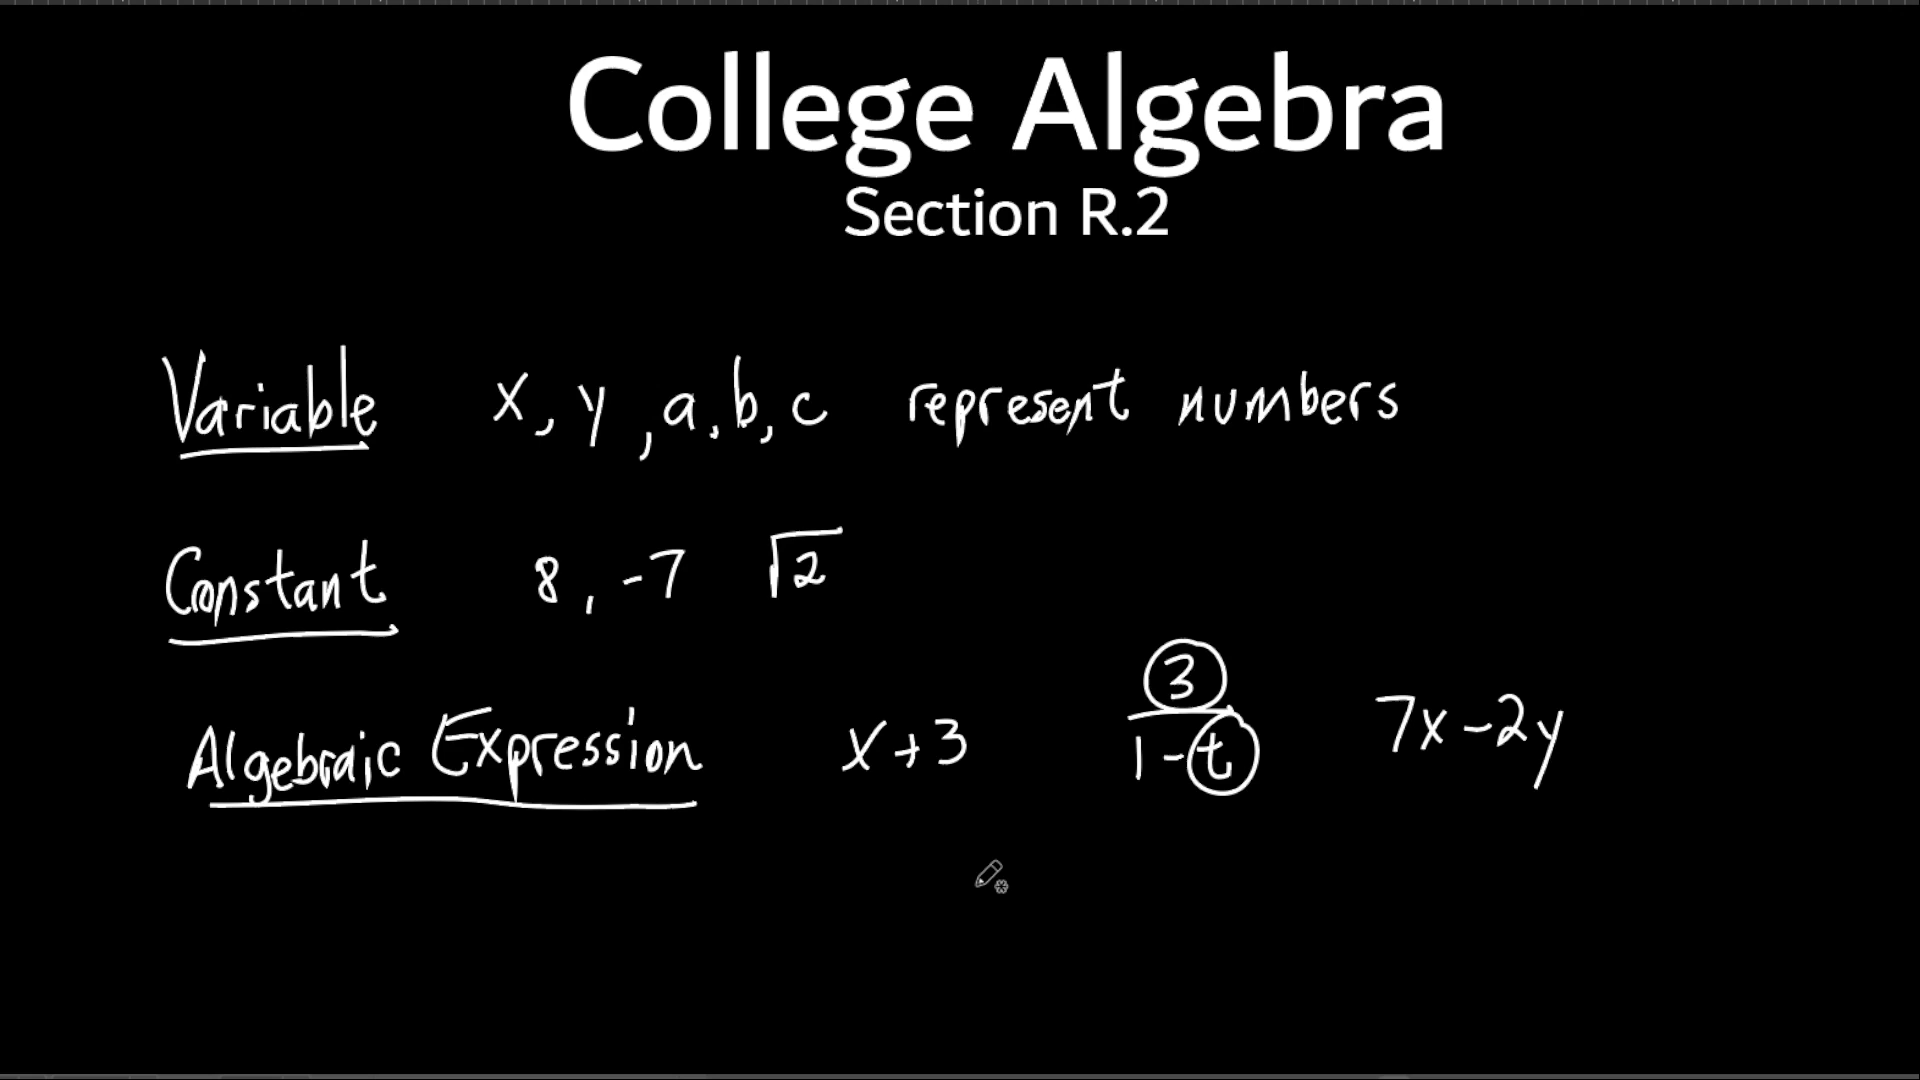 College Algebra
Section R.2
Variable x, y, a, b, c represent numbers
Constant 8, -7 √2
Algebraic Expression x+3 3/(1-t) 7x-2y